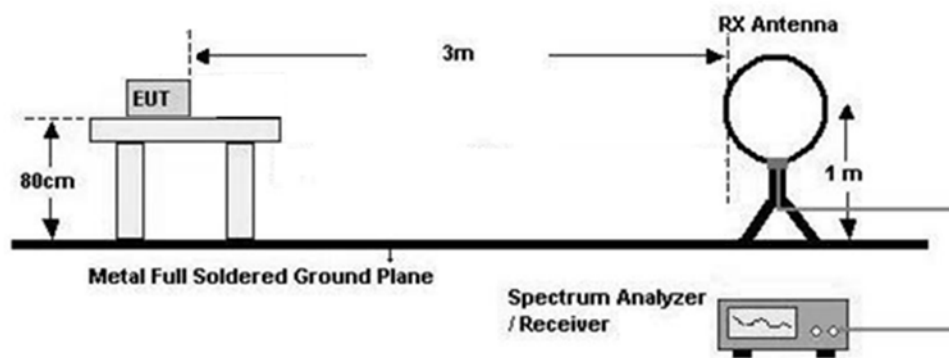 RX Antenna
3m
EUT
80cm
1 m
Metal Full Soldered Ground Plane
Spectrum Analyzer
/ Receiver